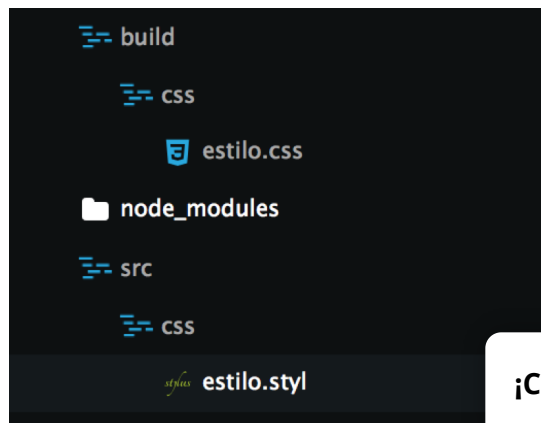 build
css
estilo.css
node_modules
src
css
stylus estilo.styl
¡C